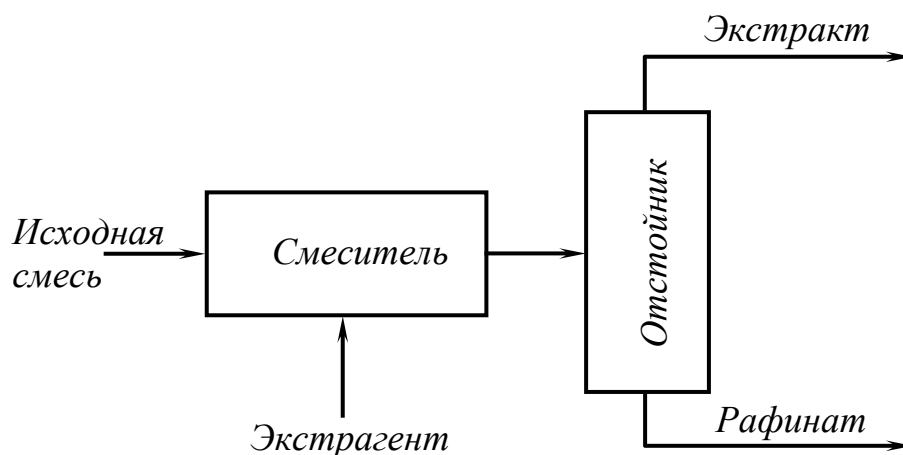 Экстракт
Исходная
смесь
Смеситель
Отстойник
Экстрагент
Рафинат